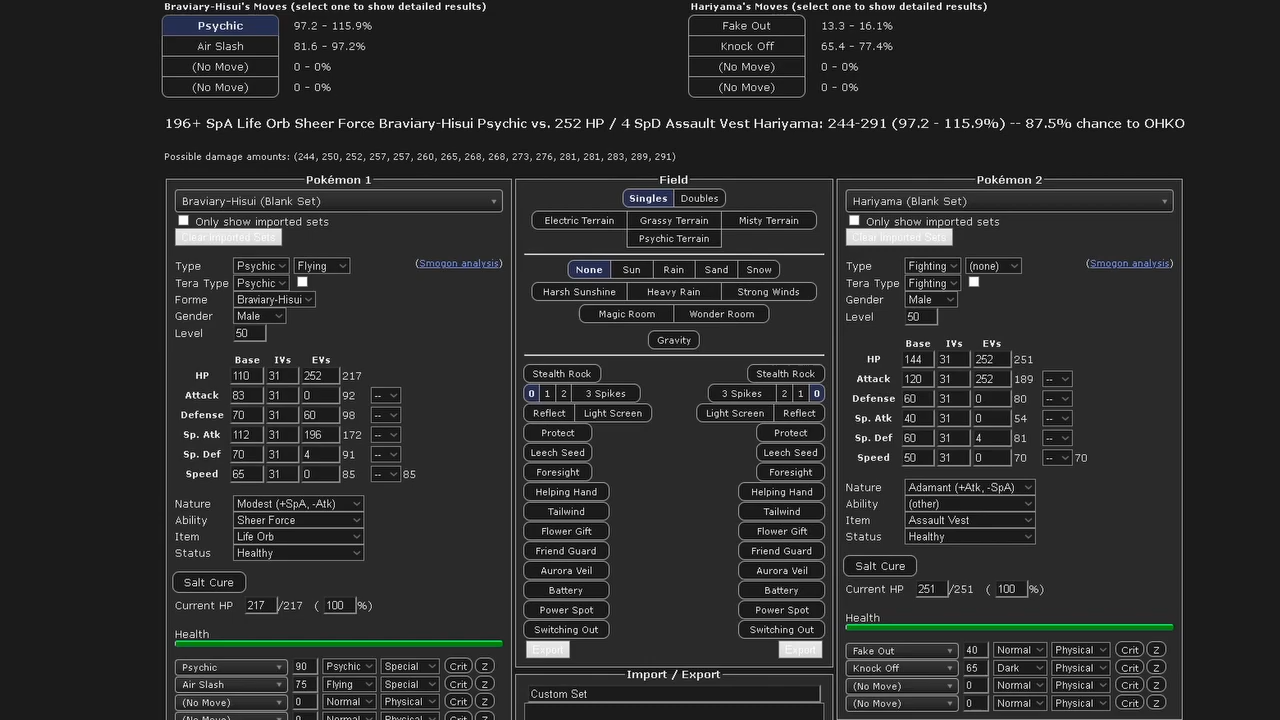 Braviary-Hisui's Moves (select one to show detailed results)
Psychic 97.2 - 115.9%
Air Slash 81.6 - 97.2%
(No Move) 0 - 0%
(No Move) 0 - 0%
Hariyama's Moves (select one to show detailed results)
Fake Out 13.3 - 16.1%
Knock Off 65.4 - 77.4%
(No Move) 0 - 0%
(No Move) 0 - 0%
196+ SpA Life Orb Sheer Force Braviary-Hisui Psychic vs. 252 HP / 4 SpD Assault Vest Hariyama: 244-291 (97.2 - 115.9%) -- 87.5% chance to OHKO
Possible damage amounts: (244, 250, 252, 257, 257, 260, 265, 268, 268, 273, 276, 281, 281, 283, 289, 291)
Pokémon 1
Braviary-Hisui (Blank Set)
Only show imported sets
Clear Imported Sets
Type Psychic Flying (Smogon analysis)
Tera Type Psychic
Forme Braviary-Hisui
Gender Male
Level 50
Base IVs EVs
HP 110 31 252 217
Attack 83 31 0 92 --
Defense 70 31 60 98 --
Sp. Atk 112 31 196 172 --
Sp. Def 70 31 4 91 --
Speed 65 31 0 85 -- 85
Nature Modest (+SpA, -Atk)
Ability Sheer Force
Item Life Orb
Status Healthy
Salt Cure
Current HP 217/217 (100%)
Health
Psychic 90 Psychic Special Crit Z
Air Slash 75 Flying Special Crit Z
(No Move) 0 Normal Physical Crit Z
(No Move) 0 Normal Physical Crit Z
Field
Singles Doubles
Electric Terrain Grassy Terrain Misty Terrain
Psychic Terrain
None Sun Rain Sand Snow
Harsh Sunshine Heavy Rain Strong Winds
Magic Room Wonder Room
Gravity
Stealth Rock Stealth Rock
0 1 2 3 Spikes 3 Spikes 2 1 0
Reflect Light Screen Light Screen Reflect
Protect Protect
Leech Seed Leech Seed
Foresight Foresight
Helping Hand Helping Hand
Tailwind Tailwind
Flower Gift Flower Gift
Friend Guard Friend Guard
Aurora Veil Aurora Veil
Battery Battery
Power Spot Power Spot
Switching Out Switching Out
Export Export
Import / Export
Custom Set
Pokémon 2
Hariyama (Blank Set)
Only show imported sets
Clear Imported Sets
Type Fighting (none) (Smogon analysis)
Tera Type Fighting
Gender Male
Level 50
Base IVs EVs
HP 144 31 252 251
Attack 120 31 252 189 --
Defense 60 31 0 80 --
Sp. Atk 40 31 0 54 --
Sp. Def 60 31 4 81 --
Speed 50 31 0 70 -- 70
Nature Adamant (+Atk, -SpA)
Ability (other)
Item Assault Vest
Status Healthy
Salt Cure
Current HP 251/251 (100%)
Health
Fake Out 40 Normal Physical Crit Z
Knock Off 65 Dark Physical Crit Z
(No Move) 0 Normal Physical Crit Z
(No Move) 0 Normal Physical Crit Z